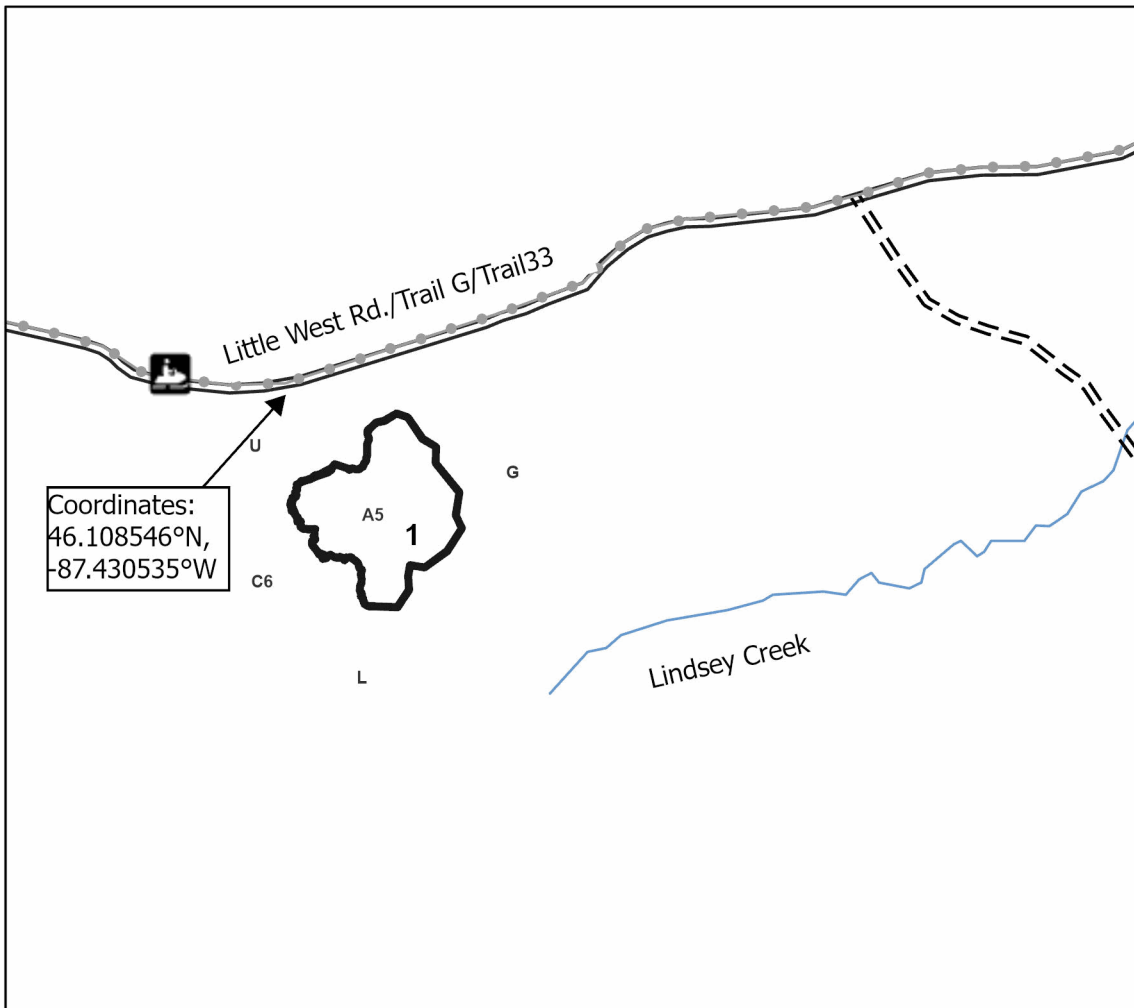 Little West Rd./Trail G/Trail33
U
G
Coordinates:
46.108546°N,
-87.430535°W
A5
1
C6
Lindsey Creek
L